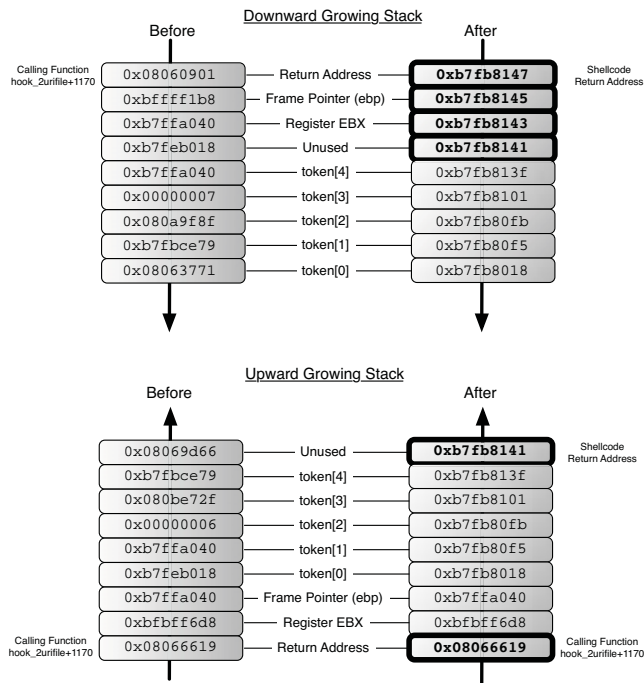 Downward Growing Stack
Before After
Calling Function
hook_2urifile+1170
0x08060901 Return Address 0xb7fb8147
Shellcode
Return Address
0xbffff1b8 Frame Pointer (ebp) 0xb7fb8145
0xb7ffa040 Register EBX 0xb7fb8143
0xb7feb018 Unused 0xb7fb8141
0xb7ffa040 token[4] 0xb7fb813f
0x00000007 token[3] 0xb7fb8101
0x080a9f8f token[2] 0xb7fb80fb
0xb7fbce79 token[1] 0xb7fb80f5
0x08063771 token[0] 0xb7fb8018
Upward Growing Stack
Before After
0x08069d66 Unused 0xb7fb8141
Shellcode
Return Address
0xb7fbce79 token[4] 0xb7fb813f
0x080be72f token[3] 0xb7fb8101
0x00000006 token[2] 0xb7fb80fb
0xb7ffa040 token[1] 0xb7fb80f5
0xb7feb018 token[0] 0xb7fb8018
0xb7ffa040 Frame Pointer (ebp) 0xb7ffa040
0xbfbff6d8 Register EBX 0xbfbff6d8
Calling Function
hook_2urifile+1170
0x08066619 Return Address 0x08066619
Calling Function
hook_2urifile+1170